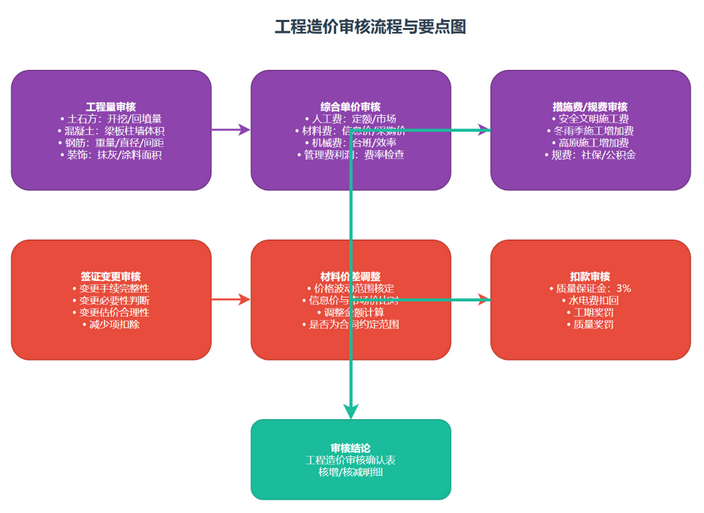 工程造价审核流程与要点图
工程量审核
• 土石方：开挖/回填量
• 混凝土：梁板柱墙体积
• 钢筋：重量/直径/间距
• 装饰：抹灰/涂料面积
综合单价审核
• 人工费：定额/市场
• 材料费：信息价/采购价
• 机械费：台班/效率
• 管理费利润：费率检查
措施费/规费审核
• 安全文明施工费
• 冬雨季施工增加费
• 高原施工增加费
• 规费：社保/公积金
签证变更审核
• 变更手续完整性
• 变更必要性判断
• 变更估价合理性
• 减少项扣除
材料价差调整
• 价格波动范围核定
• 信息价与市场价比对
• 调整金额计算
• 是否为合同约定范围
扣款审核
• 质量保证金：3%
• 水电费扣回
• 工期奖罚
• 质量奖罚
审核结论
工程造价审核确认表
核增/核减明细